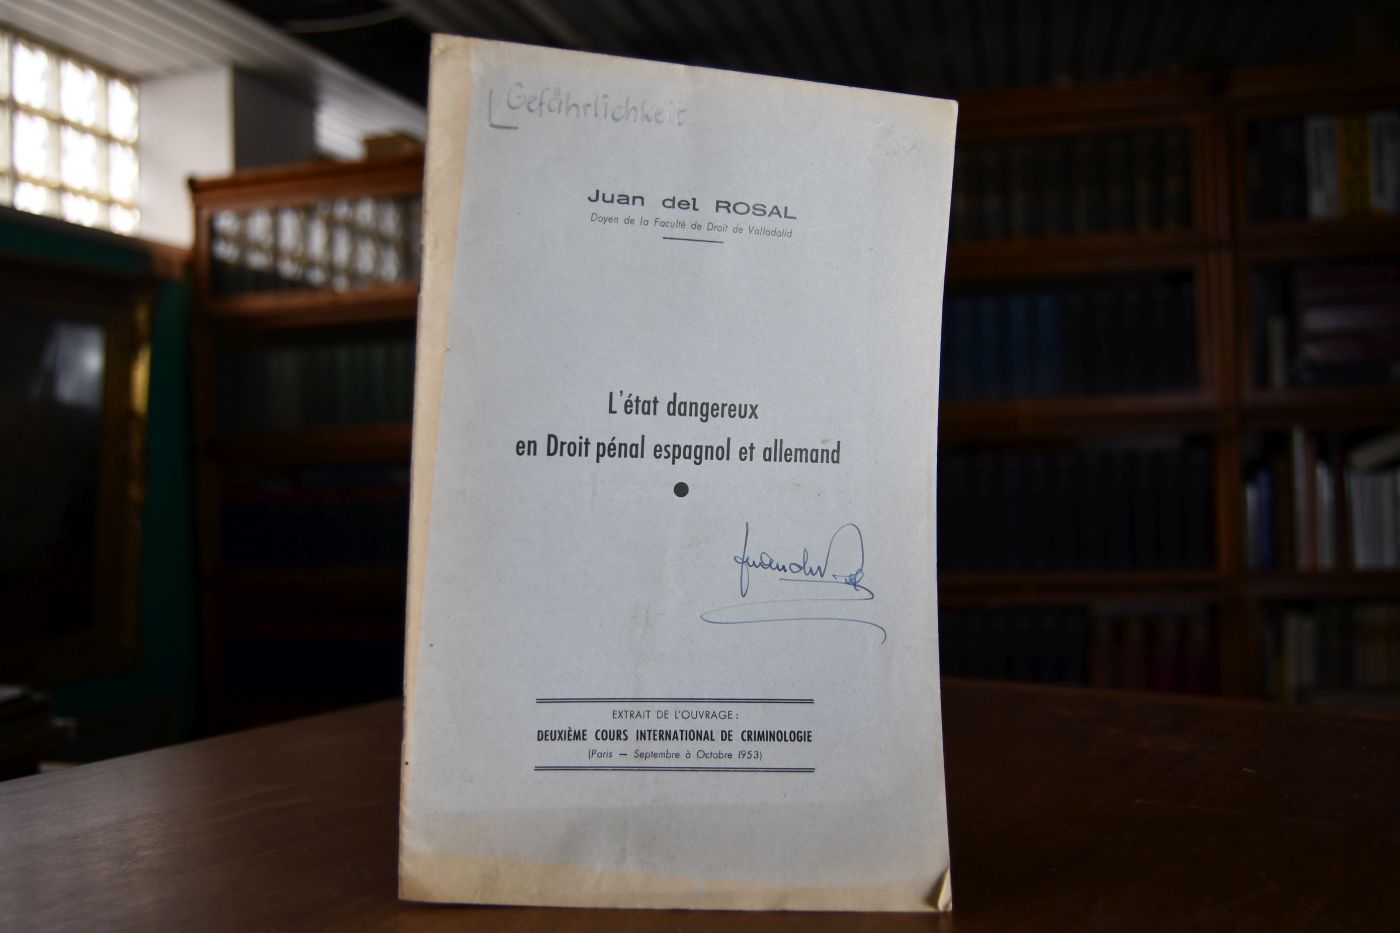 Gefährlichkeit
Juan del ROSAL
Doyen de la Faculté de Droit de Valladolid
L'état dangereux
en Droit pénal espagnol et allemand
EXTRAIT DE L'OUVRAGE :
DEUXIÈME COURS INTERNATIONAL DE CRIMINOLOGIE
(Paris — Septembre à Octobre 1953)